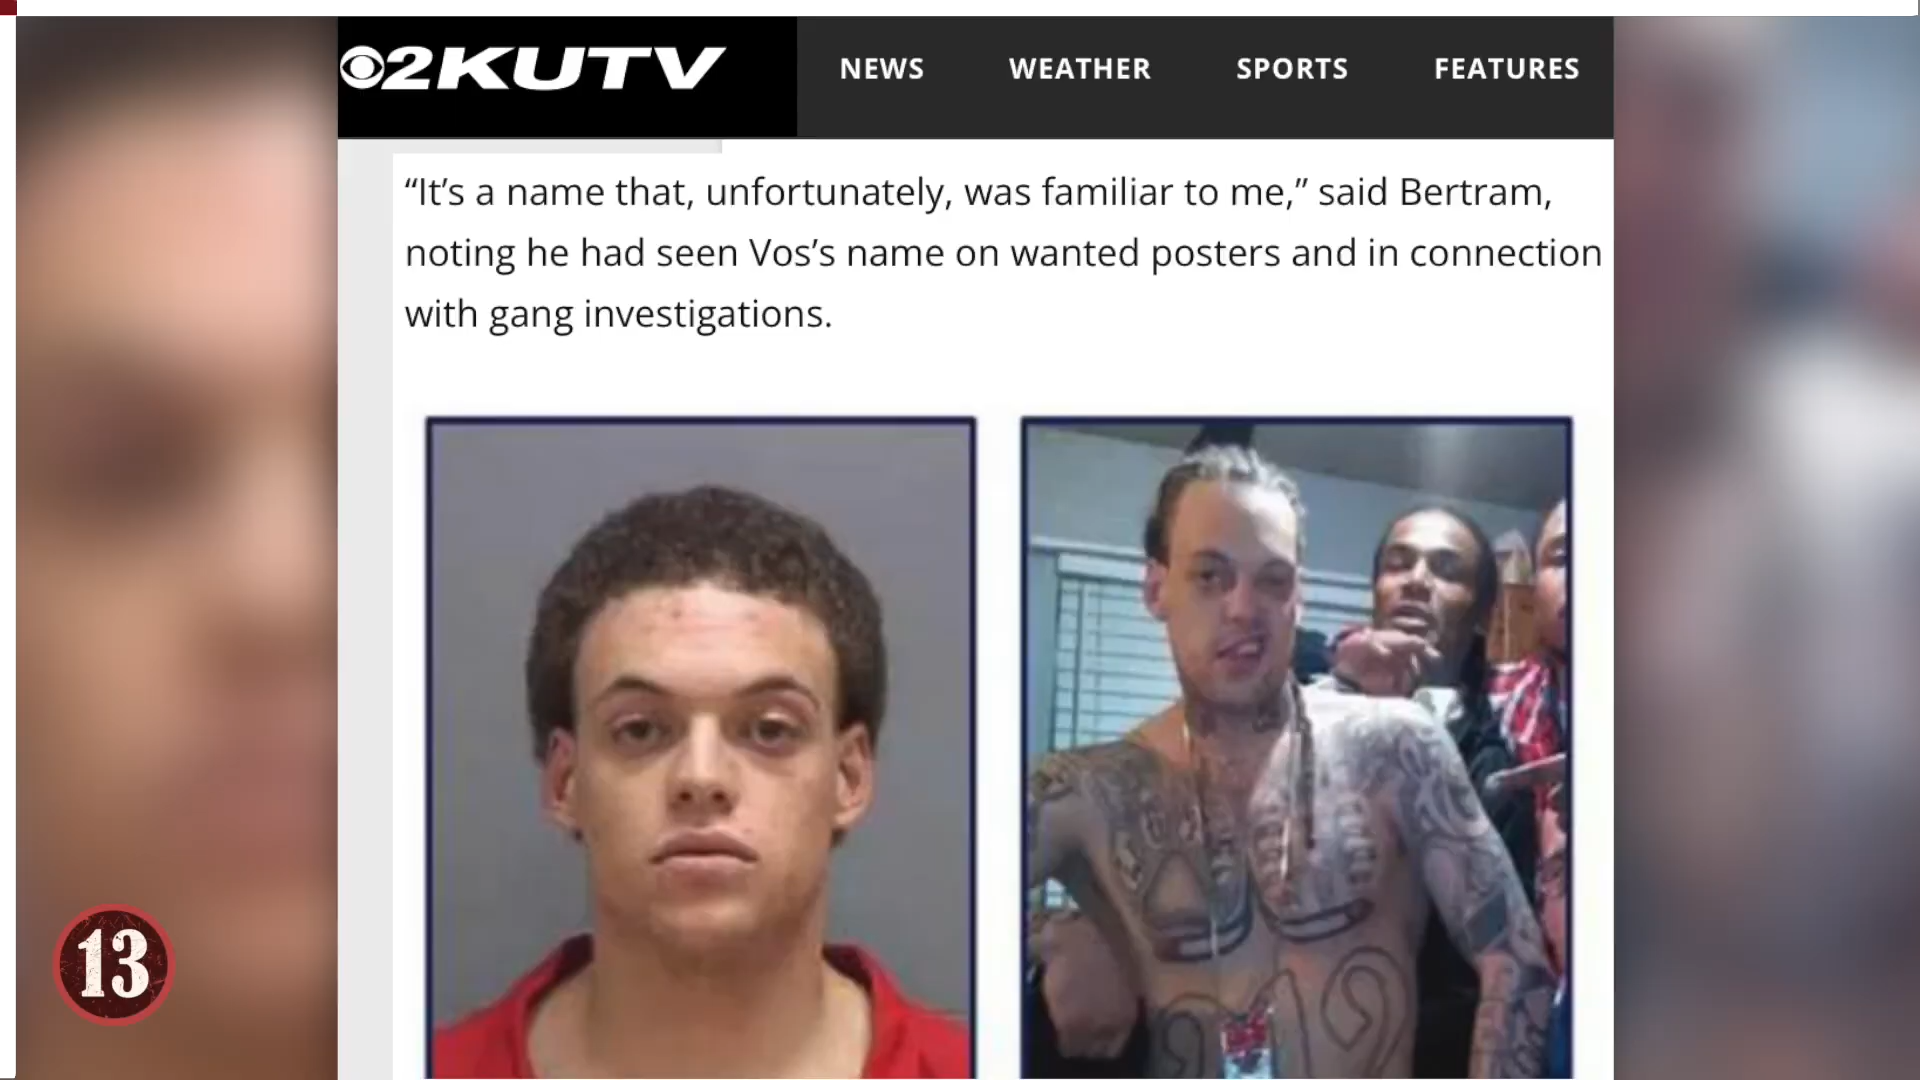 2KUTV
NEWS WEATHER SPORTS FEATURES
“It’s a name that, unfortunately, was familiar to me,” said Bertram,
noting he had seen Vos’s name on wanted posters and in connection
with gang investigations.
13